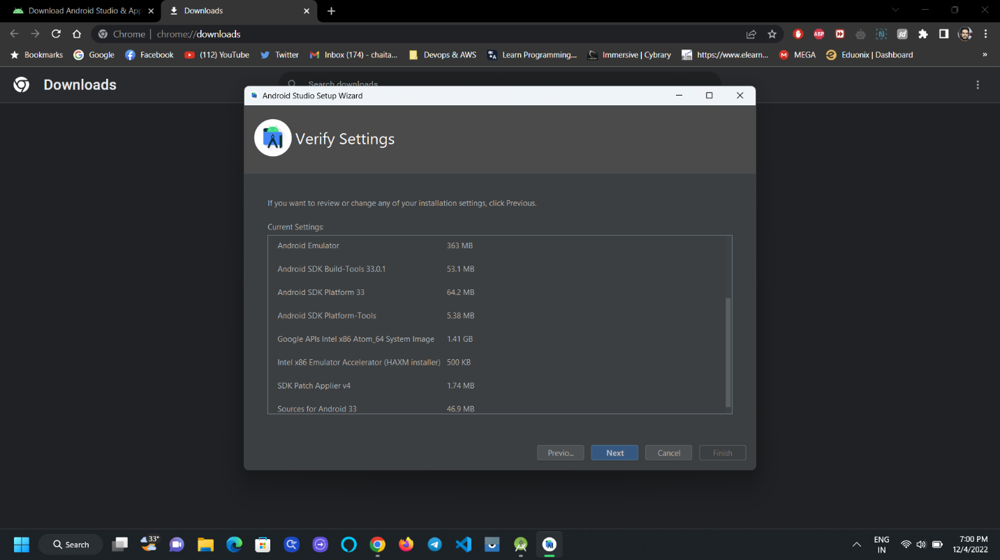 Download Android Studio & App
Downloads
Chrome | chrome://downloads
ABP
sd
Bookmarks
Google
Facebook
(112) YouTube
Twitter
Inbox (174) - chaita...
Devops & AWS
Learn Programming...
Immersive | Cybrary
https://www.elearn...
MEGA
Eduonix | Dashboard
»
Downloads
Search downloads
Android Studio Setup Wizard
Verify Settings
If you want to review or change any of your installation settings, click Previous.
Current Settings:
Android Emulator 363 MB
Android SDK Build-Tools 33.0.1 53.1 MB
Android SDK Platform 33 64.2 MB
Android SDK Platform-Tools 5.38 MB
Google APIs Intel x86 Atom_64 System Image 1.41 GB
Intel x86 Emulator Accelerator (HAXM installer) 500 KB
SDK Patch Applier v4 1.74 MB
Sources for Android 33 46.9 MB
Previo... Next Cancel Finish
Search
33°
ENG
IN
7:00 PM
12/4/2022